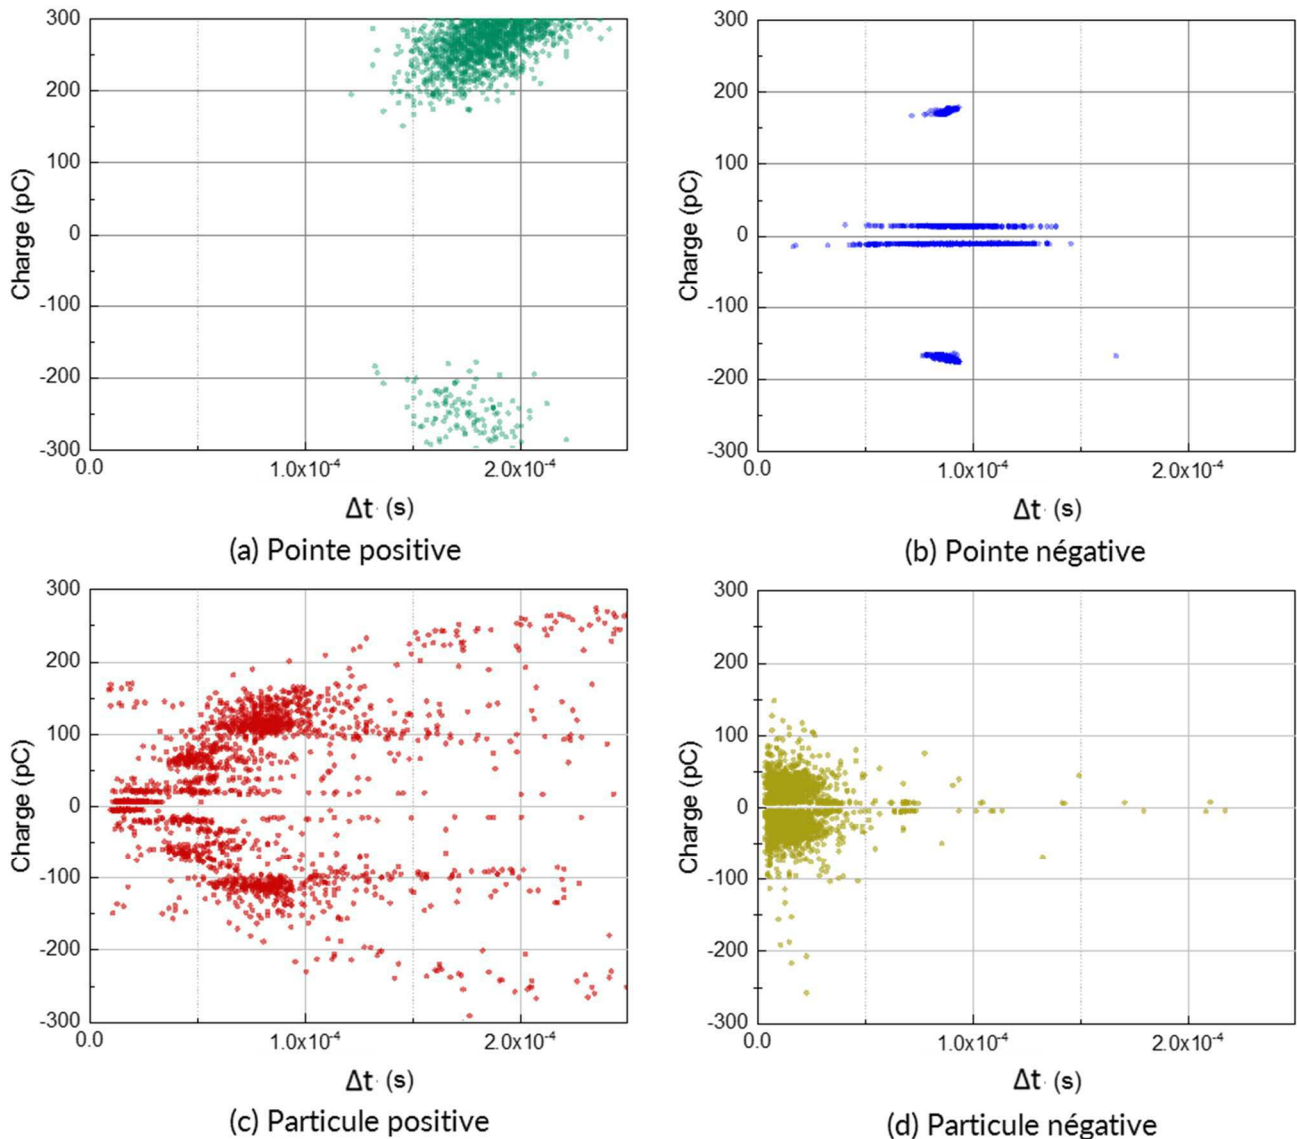 300
200
100
0
-100
-200
-300
Charge (pC)
0.0
1.0x10⁻⁴
2.0x10⁻⁴
Δt (s)
(a) Pointe positive
300
200
100
0
-100
-200
-300
Charge (pC)
0.0
1.0x10⁻⁴
2.0x10⁻⁴
Δt (s)
(b) Pointe négative
300
200
100
0
-100
-200
-300
Charge (pC)
0.0
1.0x10⁻⁴
2.0x10⁻⁴
Δt (s)
(c) Particule positive
300
200
100
0
-100
-200
-300
Charge (pC)
0.0
1.0x10⁻⁴
2.0x10⁻⁴
Δt (s)
(d) Particule négative